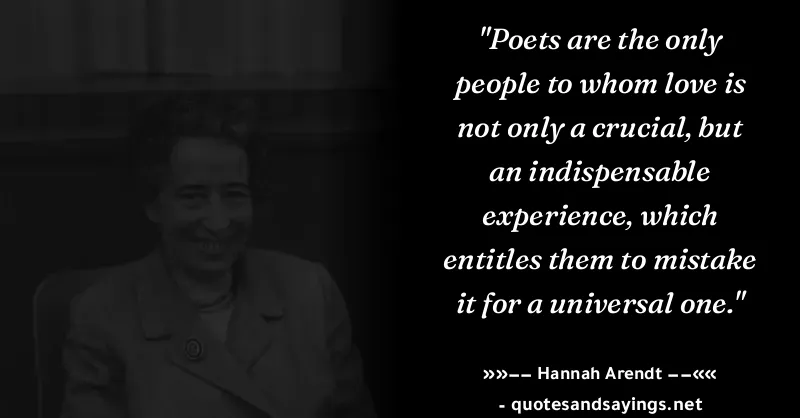 "Poets are the only
people to whom love is
not only a crucial, but
an indispensable
experience, which
entitles them to mistake
it for a universal one."
»»−− Hannah Arendt −−««
- quotesandsayings.net